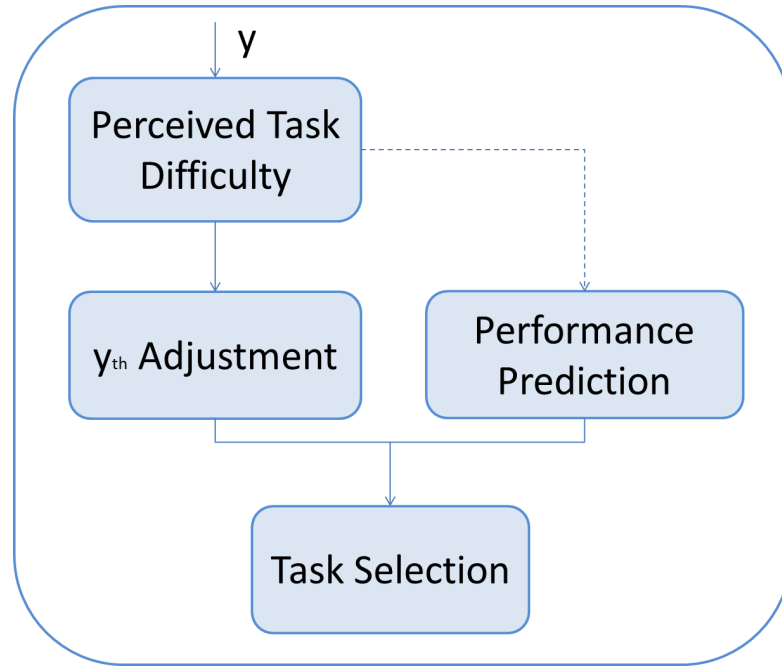 y
Perceived Task
Difficulty
yth Adjustment
Performance
Prediction
Task Selection